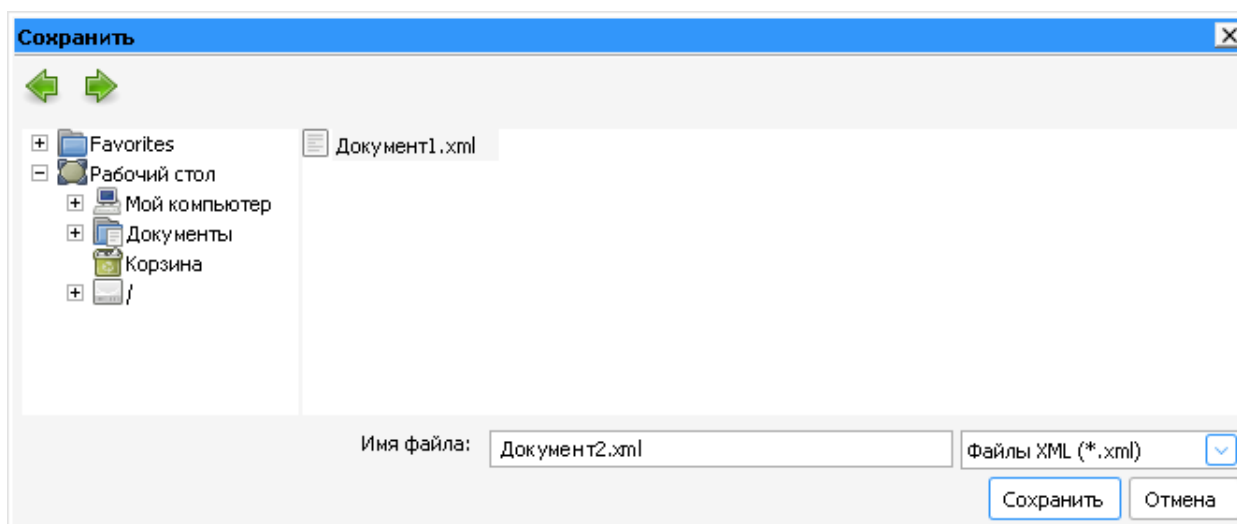 Сохранить
Favorites
Рабочий стол
Мой компьютер
Документы
Корзина
/
Документ1.xml
Имя файла:
Документ2.xml
Файлы XML (*.xml)
Сохранить
Отмена